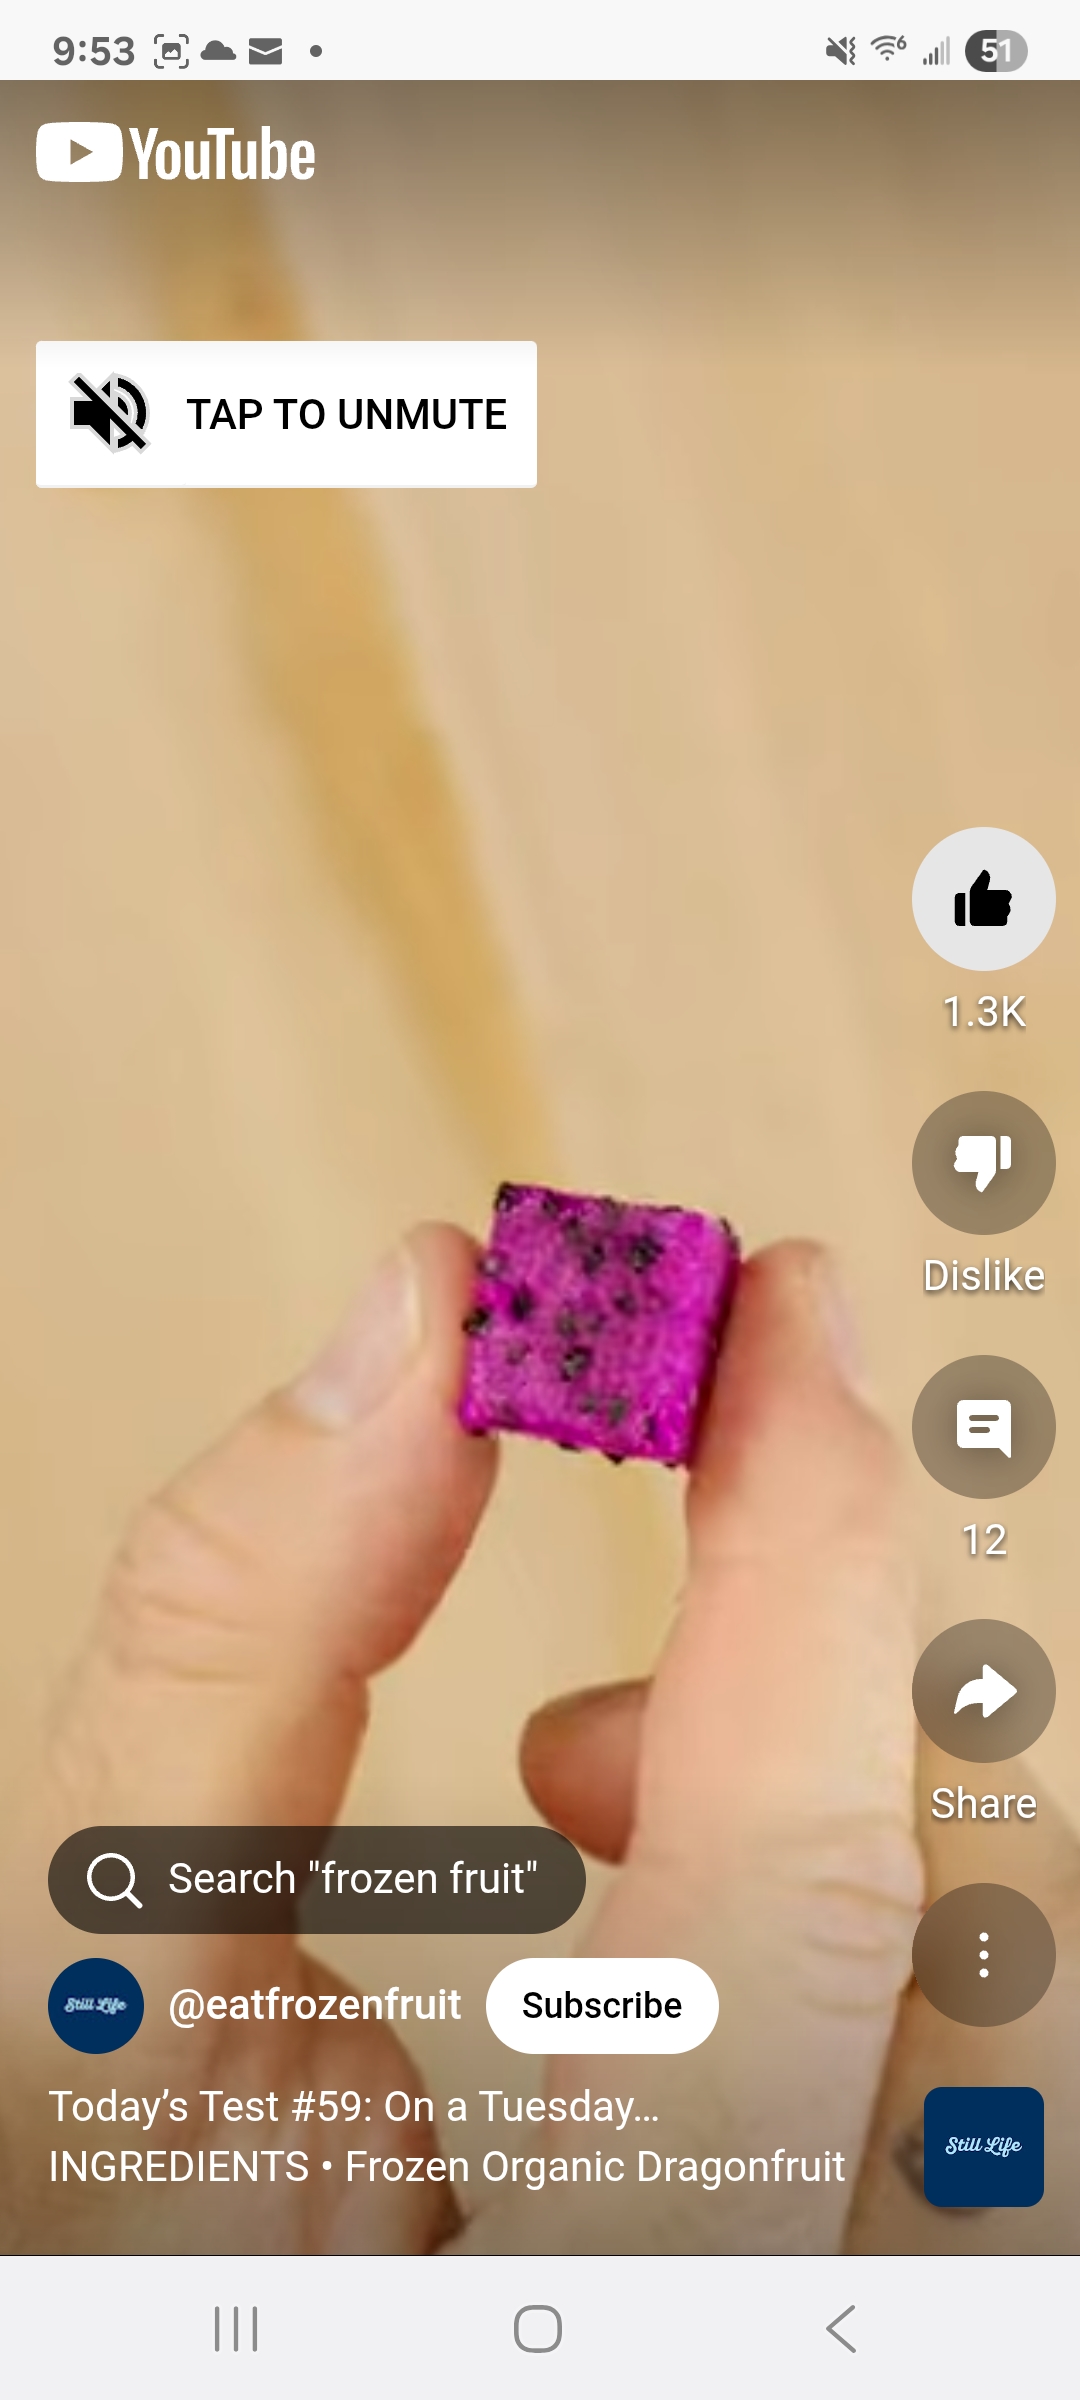 9:53
6
51
YouTube
TAP TO UNMUTE
1.3K
Dislike
12
Share
Search "frozen fruit"
Still Life
@eatfrozenfruit
Subscribe
Today’s Test #59: On a Tuesday…
INGREDIENTS • Frozen Organic Dragonfruit
Still Life